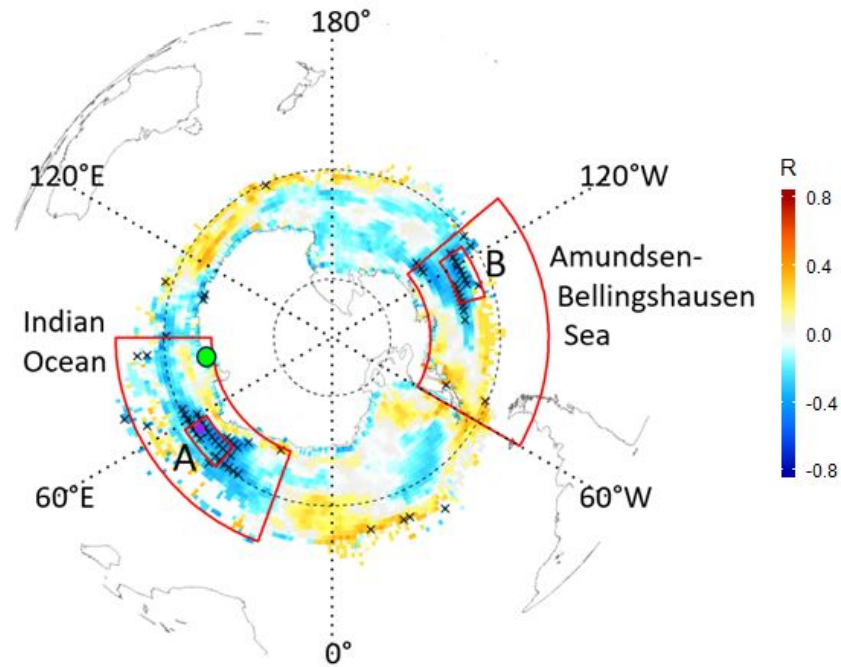 180°
120°E
120°W
R
0.8
0.4
0.0
-0.4
-0.8
B
Amundsen-
Bellingshausen
Sea
Indian
Ocean
A
60°E
60°W
0°